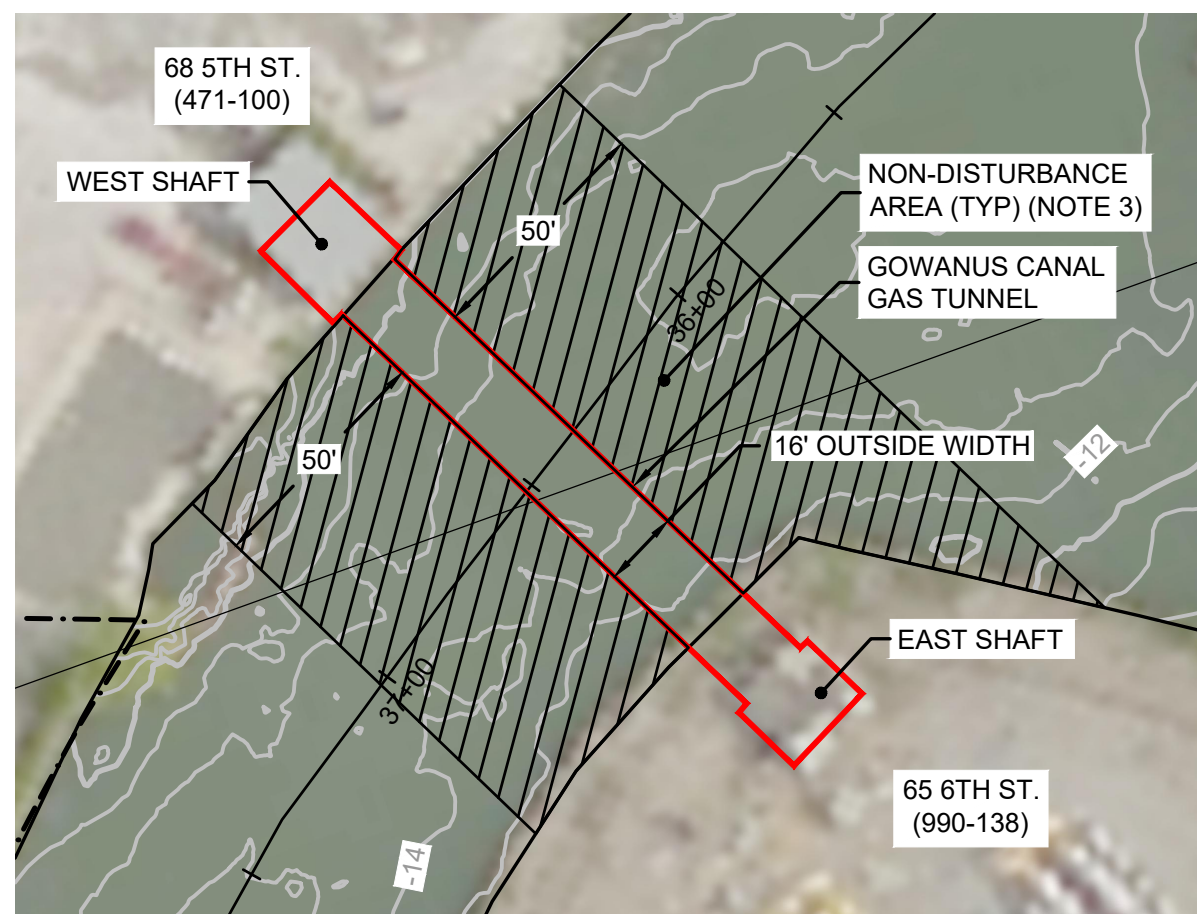 68 5TH ST.
(471-100)
WEST SHAFT
NON-DISTURBANCE
AREA (TYP) (NOTE 3)
50'
GOWANUS CANAL
GAS TUNNEL
36+00
16' OUTSIDE WIDTH
-12
50'
EAST SHAFT
37+00
65 6TH ST.
(990-138)
-14